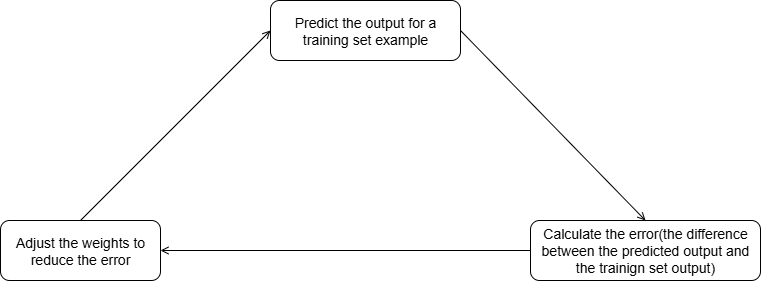 Predict the output for a
training set example
Adjust the weights to
reduce the error
Calculate the error(the difference
between the predicted output and
the trainign set output)